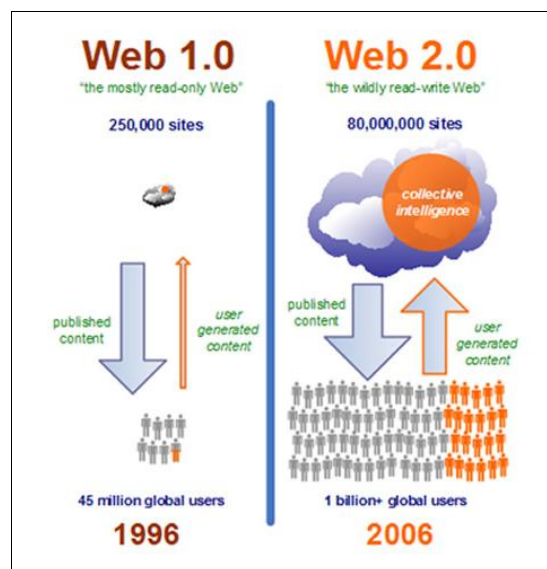 Web 1.0
"the mostly read-only Web"
250,000 sites
published
content
user
generated
content
45 million global users
1996
Web 2.0
"the wildly read-write Web"
80,000,000 sites
collective
intelligence
published
content
user
generated
content
1 billion+ global users
2006